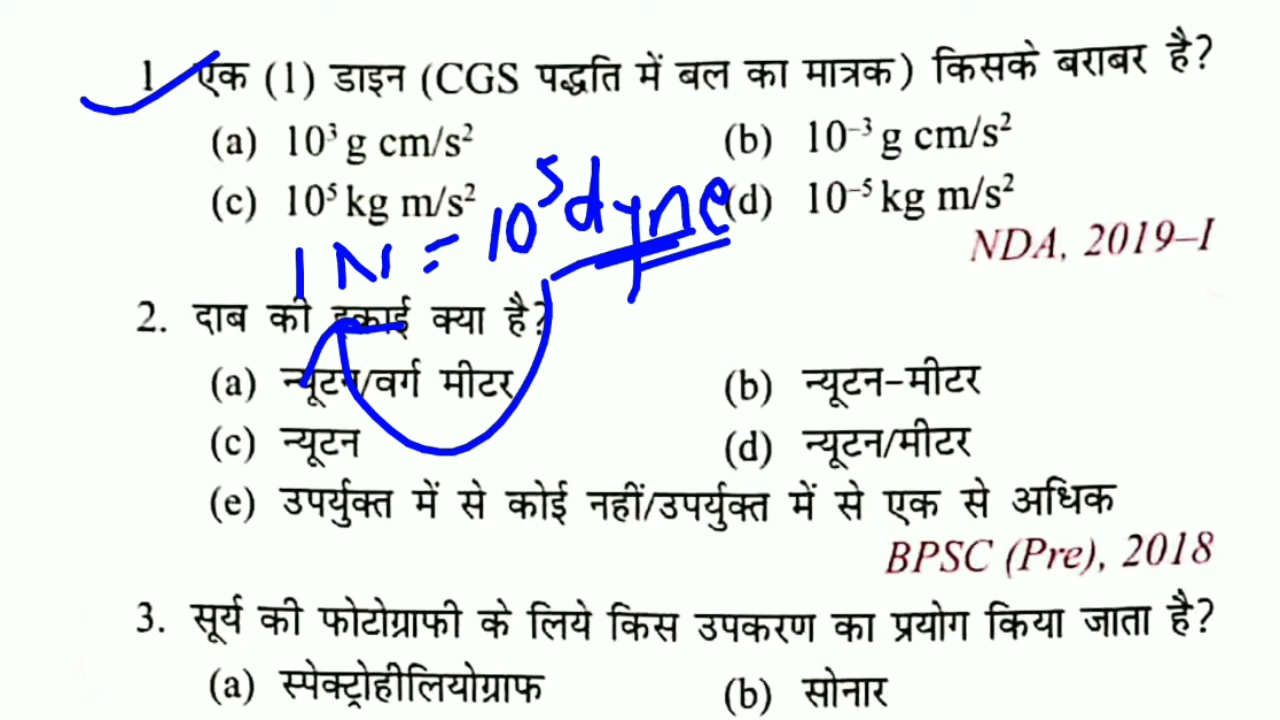 1 एक (1) डाइन (CGS पद्धति में बल का मात्रक) किसके बराबर है?
(a) 10³ g cm/s² (b) 10⁻³ g cm/s²
(c) 10⁵ kg m/s² (d) 10⁻⁵ kg m/s²
1N = 10⁵ dyne
NDA, 2019–I
2. दाब की इकाई क्या है?
(a) न्यूटन/वर्ग मीटर (b) न्यूटन-मीटर
(c) न्यूटन (d) न्यूटन/मीटर
(e) उपर्युक्त में से कोई नहीं/उपर्युक्त में से एक से अधिक
BPSC (Pre), 2018
3. सूर्य की फोटोग्राफी के लिये किस उपकरण का प्रयोग किया जाता है?
(a) स्पेक्ट्रोहीलियोग्राफ (b) सोनार